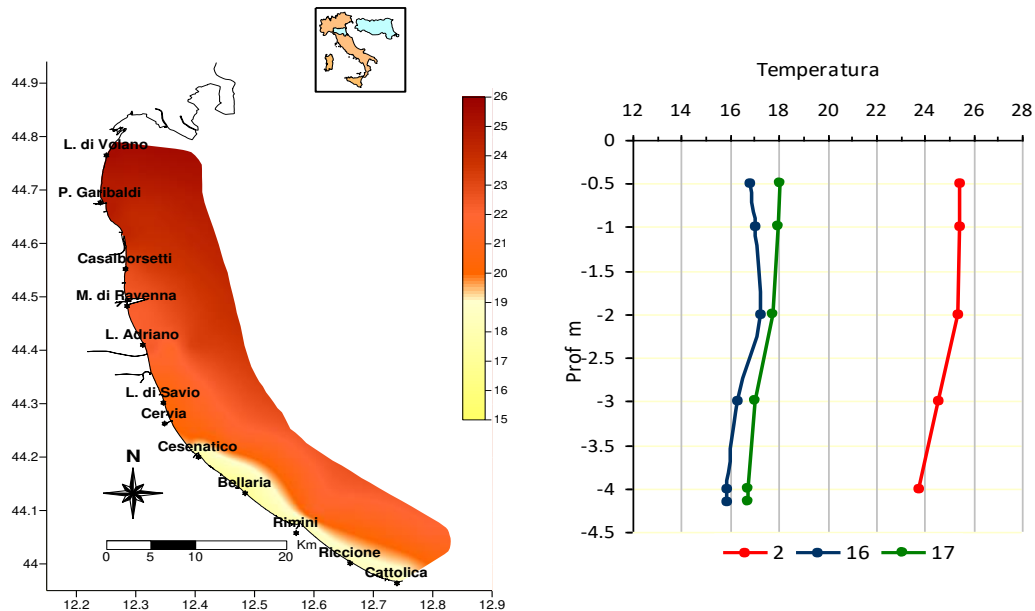 44.9
44.8
44.7
44.6
44.5
44.4
44.3
44.2
44.1
44
L. di Volano
P. Garibaldi
Casalborsetti
M. di Ravenna
L. Adriano
L. di Savio
Cervia
Cesenatico
Bellaria
Rimini
Riccione
Cattolica
N
0 5 10 20 Km
12.2 12.3 12.4 12.5 12.6 12.7 12.8 12.9
26
25
24
23
22
21
20
19
18
17
16
15
Temperatura
12 14 16 18 20 22 24 26 28
Prof m
0
-0.5
-1
-1.5
-2
-2.5
-3
-3.5
-4
-4.5
2 16 17